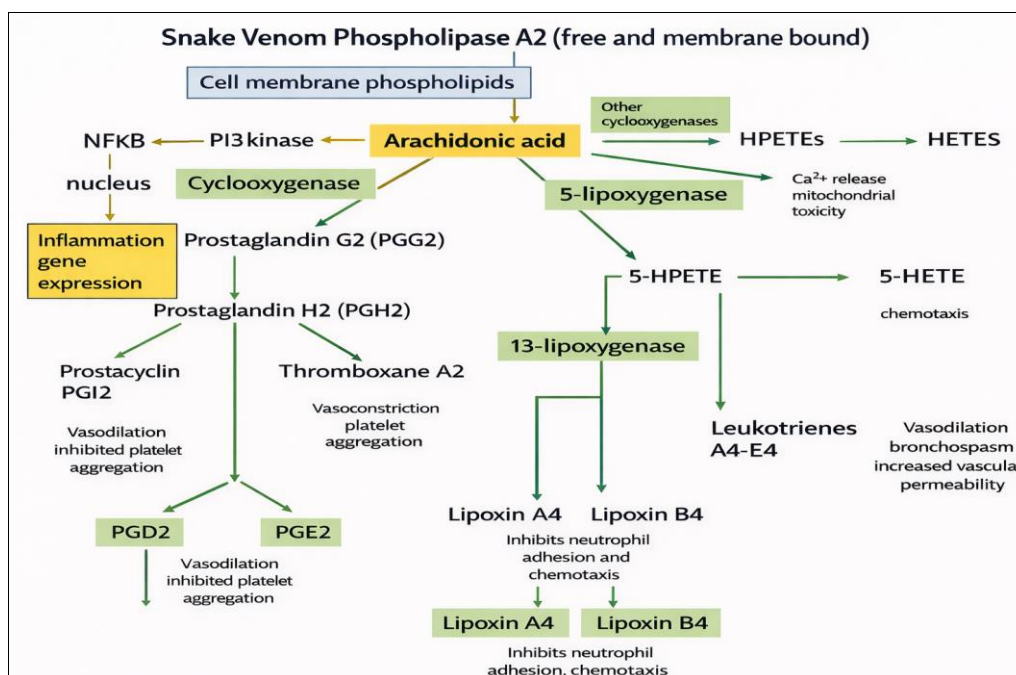 Snake Venom Phospholipase A2 (free and membrane bound)
Cell membrane phospholipids
NFKB
PI3 kinase
Arachidonic acid
Other
cyclooxygenases
HPETEs
HETES
nucleus
Cyclooxygenase
5-lipoxygenase
Ca²⁺ release
mitochondrial
toxicity
Inflammation
gene
expression
Prostaglandin G2 (PGG2)
5-HPETE
5-HETE
chemotaxis
Prostaglandin H2 (PGH2)
13-lipoxygenase
Prostacyclin
PGI2
Thromboxane A2
Vasodilation
inhibited platelet
aggregation
Vasoconstriction
platelet
aggregation
Leukotrienes
A4-E4
Vasodilation
bronchospasm
increased vascular
permeability
Lipoxin A4
Lipoxin B4
Inhibits neutrophil
adhesion and
chemotaxis
PGD2
PGE2
Vasodilation
inhibited platelet
aggregation
Lipoxin A4
Lipoxin B4
Inhibits neutrophil
adhesion, chemotaxis